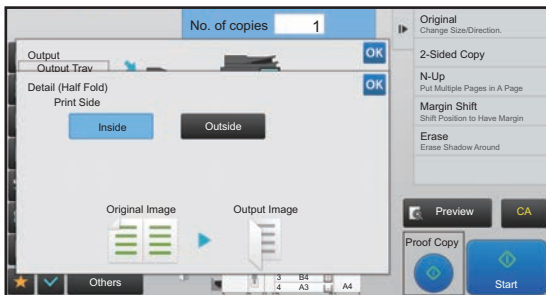 No. of copies 1
Output
OK
Output Tray
Detail (Half Fold)
OK
Print Side
Inside
Outside
Original Image
Output Image
Others
3 B4
4 A3
A4
Original
Change Size/Direction.
2-Sided Copy
N-Up
Put Multiple Pages in A Page
Margin Shift
Shift Position to Have Margin
Erase
Erase Shadow Around
Preview
CA
Proof Copy
Start